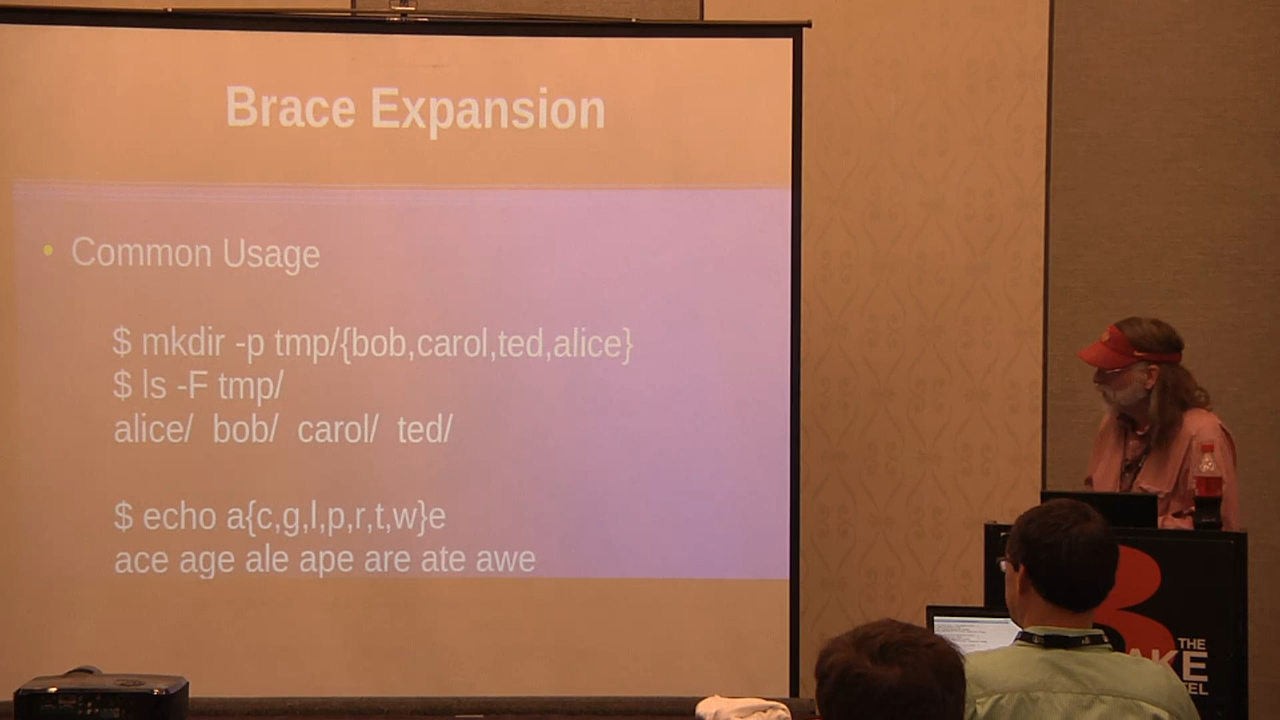 Brace Expansion
Common Usage
$ mkdir -p tmp/{bob,carol,ted,alice}
$ ls -F tmp/
alice/ bob/ carol/ ted/
$ echo a{c,g,l,p,r,t,w}e
ace age ale ape are ate awe
THE